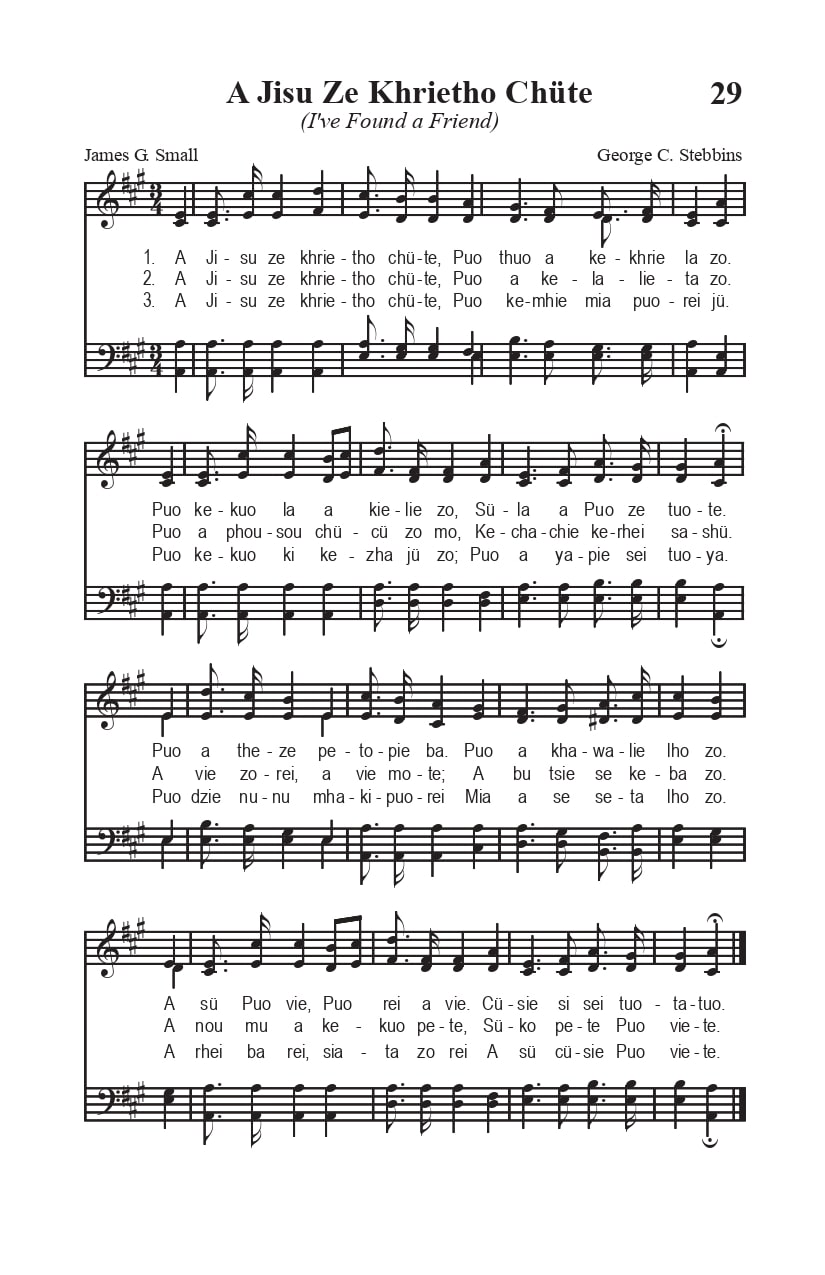 A Jisu Ze Khrietho Chüte
29
(I've Found a Friend)
James G. Small
George C. Stebbins
1. A Ji - su ze khrie - tho chü - te, Puo thuo a ke - khrie la zo.
2. A Ji - su ze khrie - tho chü - te, Puo a ke - la - lie - ta zo.
3. A Ji - su ze khrie - tho chü - te, Puo ke-mhie mia puo - rei jü.
Puo ke - kuo la a kie - lie zo, Sü - la a Puo ze tuo - te.
Puo a phou - sou chü - cü zo mo, Ke - cha - chie ke - rhei sa - shü.
Puo ke - kuo ki ke - zha jü zo; Puo a ya - pie sei tuo - ya.
Puo a the - ze pe - to - pie ba. Puo a kha - wa - lie lho zo.
A vie zo - rei, a vie mo - te; A bu tsie se ke - ba zo.
Puo dzie nu - nu mha - ki - puo - rei Mia a se se - ta lho zo.
A sü Puo vie, Puo rei a vie. Cü - sie si sei tuo - ta - tuo.
A nou mu a ke - kuo pe - te, Sü - ko pe - te Puo vie - te.
A rhei ba rei, sia - ta zo rei A sü cü - sie Puo vie - te.